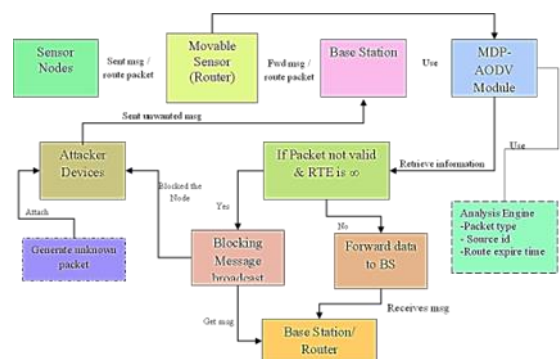 Sensor
Nodes
Sent msg /
route packet
Movable
Sensor
(Router)
Fwd msg /
route packet
Base Station
Use
MDP-
AODV
Module
Sent unwanted msg
Attacker
Devices
If Packet not valid
& RTE is ∞
Retrieve information
Use
Blocked the
Node
Attach
Yes
No
Analysis Engine
-Packet type
- Source id
-Route expire time
Generate unknown
packet
Blocking
Message
broadcast
Forward data
to BS
Get msg
Receives msg
Base Station/
Router